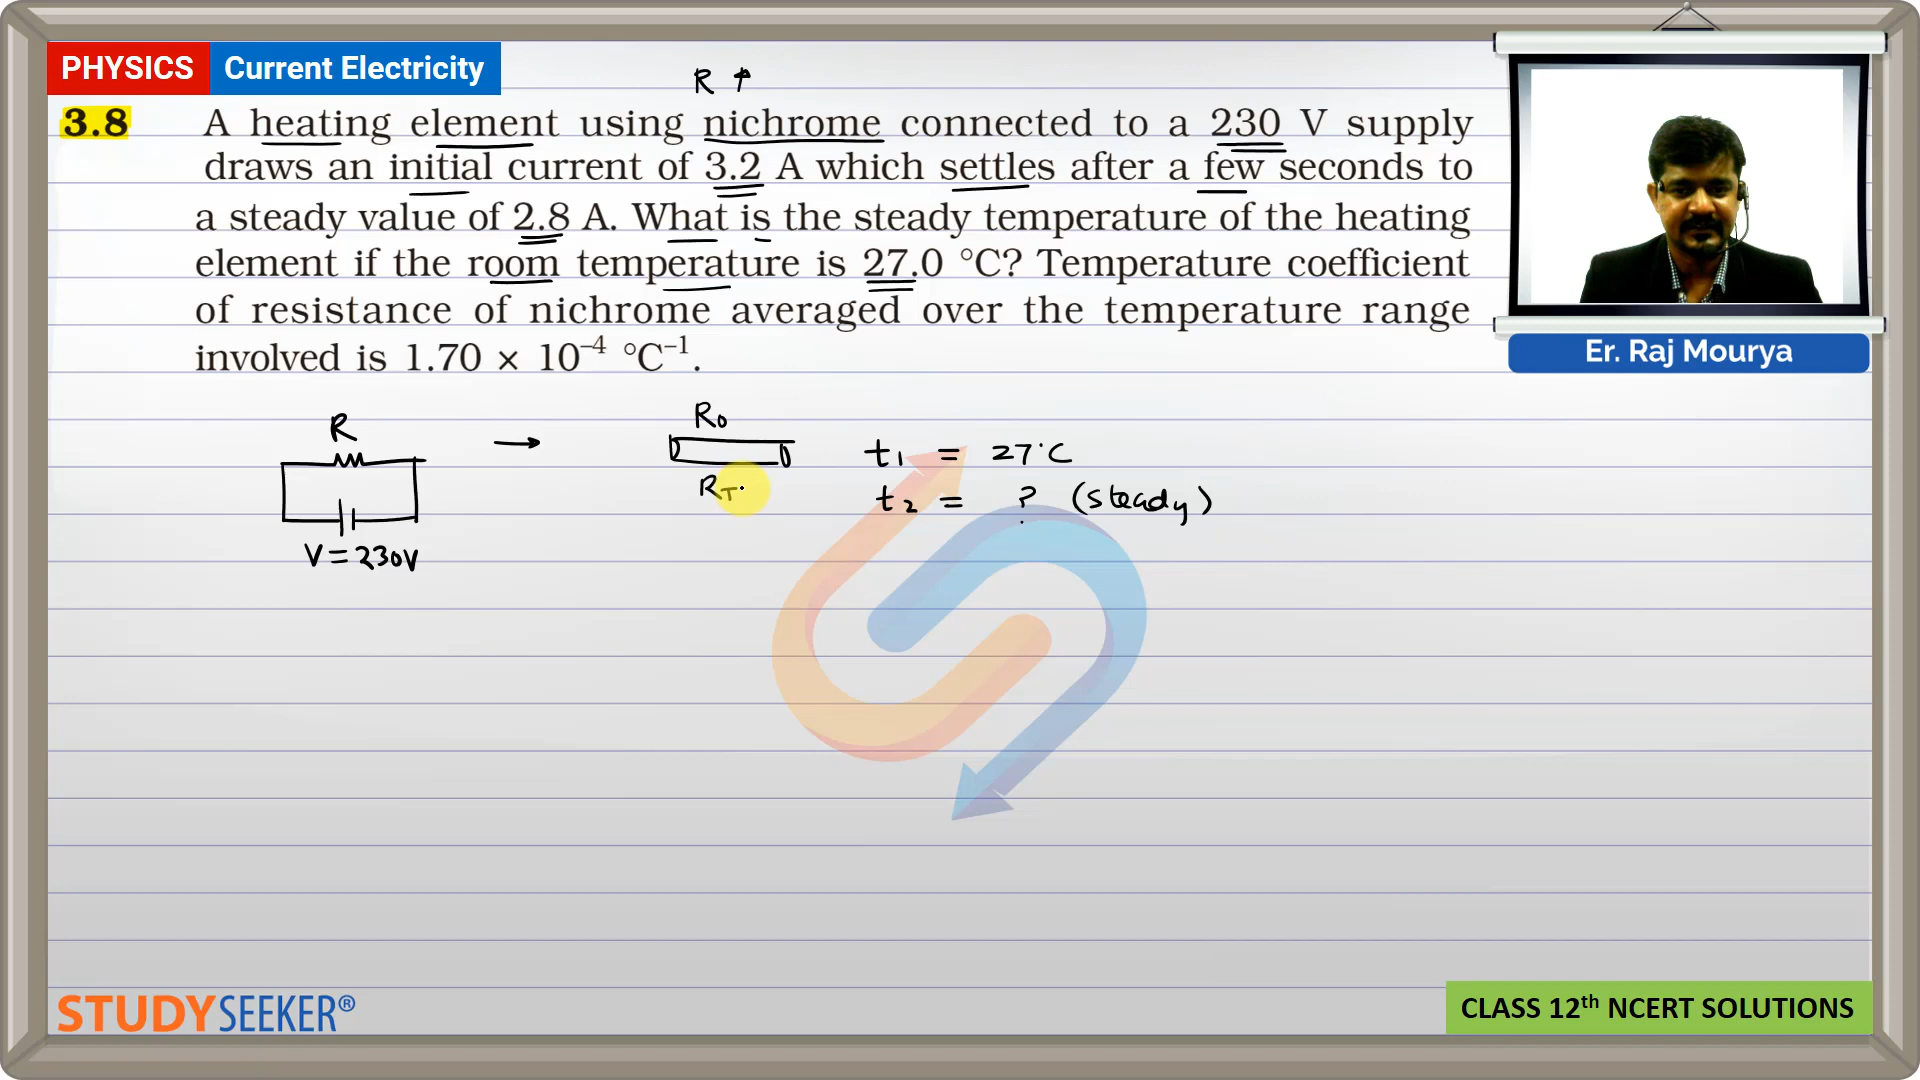 PHYSICS Current Electricity
R ↑
3.8 A heating element using nichrome connected to a 230 V supply
draws an initial current of 3.2 A which settles after a few seconds to
a steady value of 2.8 A. What is the steady temperature of the heating
element if the room temperature is 27.0 °C? Temperature coefficient
of resistance of nichrome averaged over the temperature range
involved is 1.70 × 10⁻⁴ °C⁻¹.
Er. Raj Mourya
R → R₀
t₁ = 27°C
R_T
t₂ = ? (steady)
V = 230V
STUDYSEEKER®
CLASS 12ᵗʰ NCERT SOLUTIONS